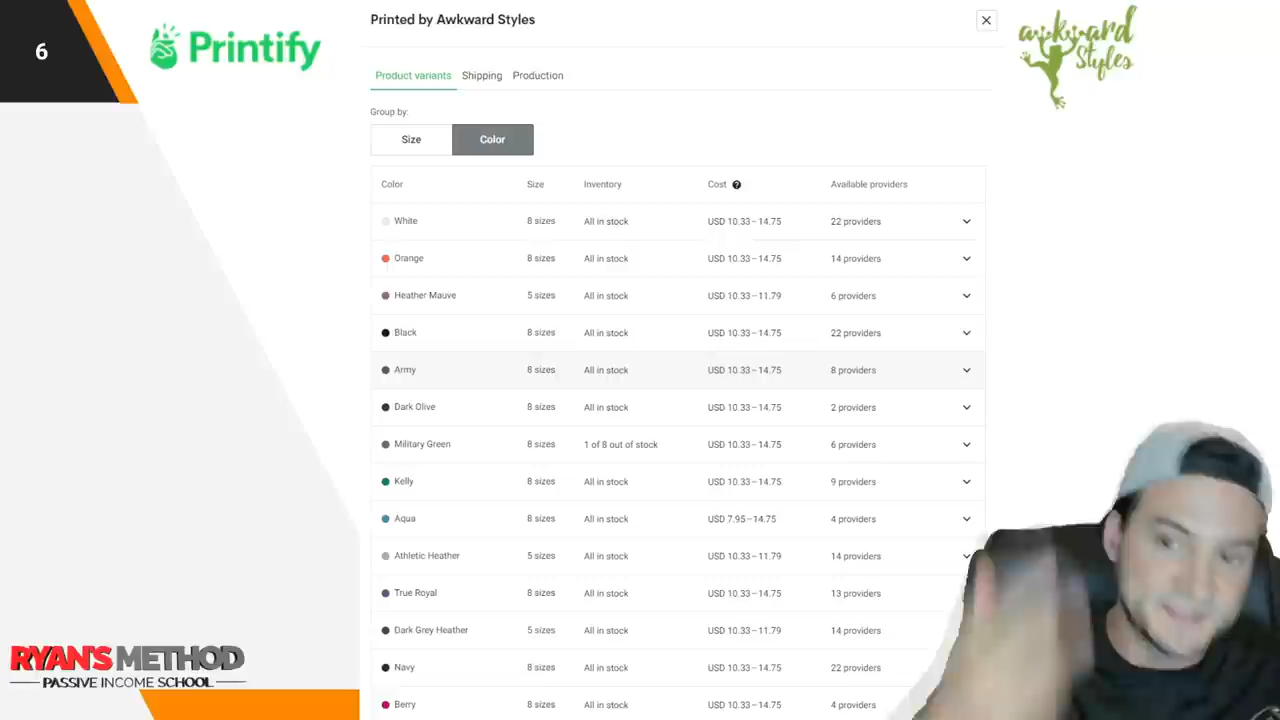 6
Printify
Printed by Awkward Styles
awkward
Styles
Product variants Shipping Production
Group by:
Size Color
Color Size Inventory Cost ? Available providers
White 8 sizes All in stock USD 10.33–14.75 22 providers
Orange 8 sizes All in stock USD 10.33–14.75 14 providers
Heather Mauve 5 sizes All in stock USD 10.33–11.79 6 providers
Black 8 sizes All in stock USD 10.33–14.75 22 providers
Army 8 sizes All in stock USD 10.33–14.75 8 providers
Dark Olive 8 sizes All in stock USD 10.33–14.75 2 providers
Military Green 8 sizes 1 of 8 out of stock USD 10.33–14.75 6 providers
Kelly 8 sizes All in stock USD 10.33–14.75 9 providers
Aqua 8 sizes All in stock USD 7.95–14.75 4 providers
Athletic Heather 5 sizes All in stock USD 10.33–11.79 14 providers
True Royal 8 sizes All in stock USD 10.33–14.75 13 providers
Dark Grey Heather 5 sizes All in stock USD 10.33–11.79 14 providers
Navy 8 sizes All in stock USD 10.33–14.75 22 providers
Berry 8 sizes All in stock USD 10.33–14.75 4 providers
RYAN'S METHOD
PASSIVE INCOME SCHOOL